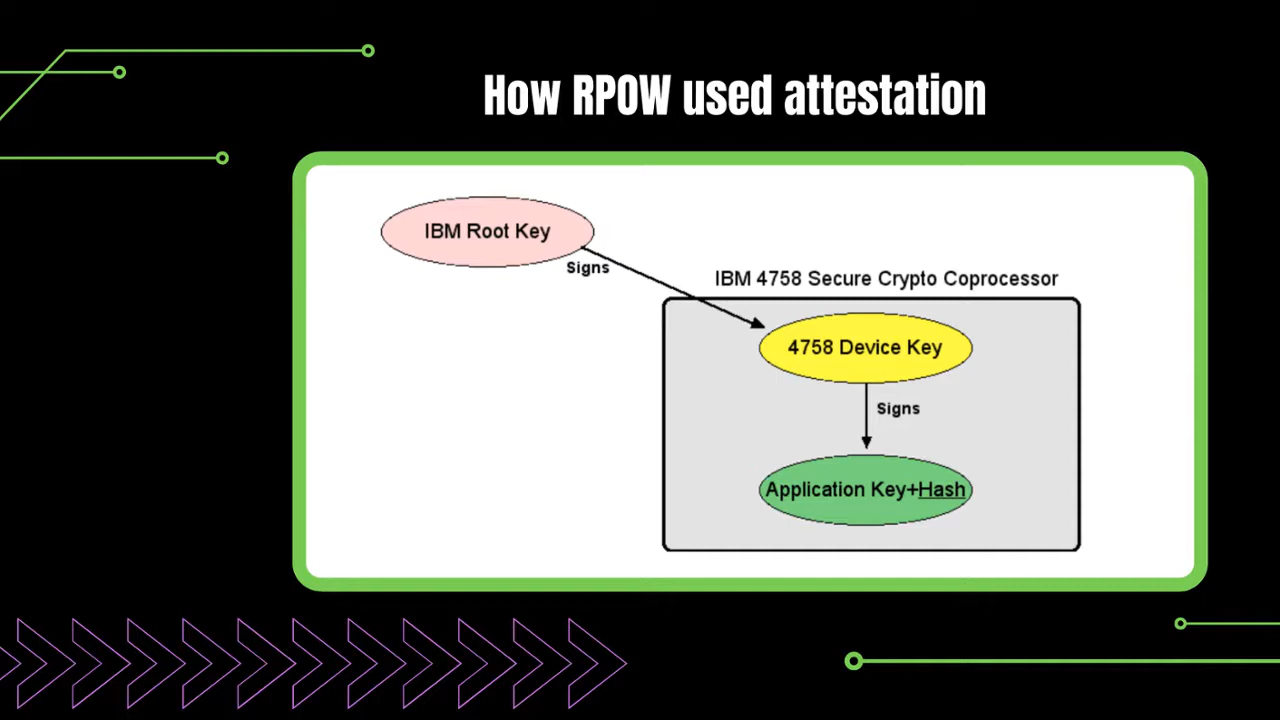 How RPOW used attestation
IBM Root Key
Signs
IBM 4758 Secure Crypto Coprocessor
4758 Device Key
Signs
Application Key+Hash